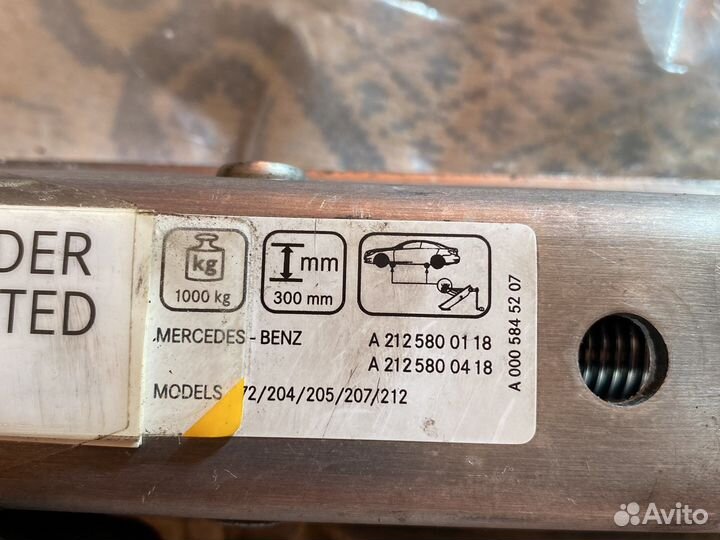 DER
TED
kg
1000 kg
mm
300 mm
MERCEDES - BENZ
A 212 580 01 18
A 212 580 04 18
MODELS 72/204/205/207/212
A 000 584 52 07
Avito